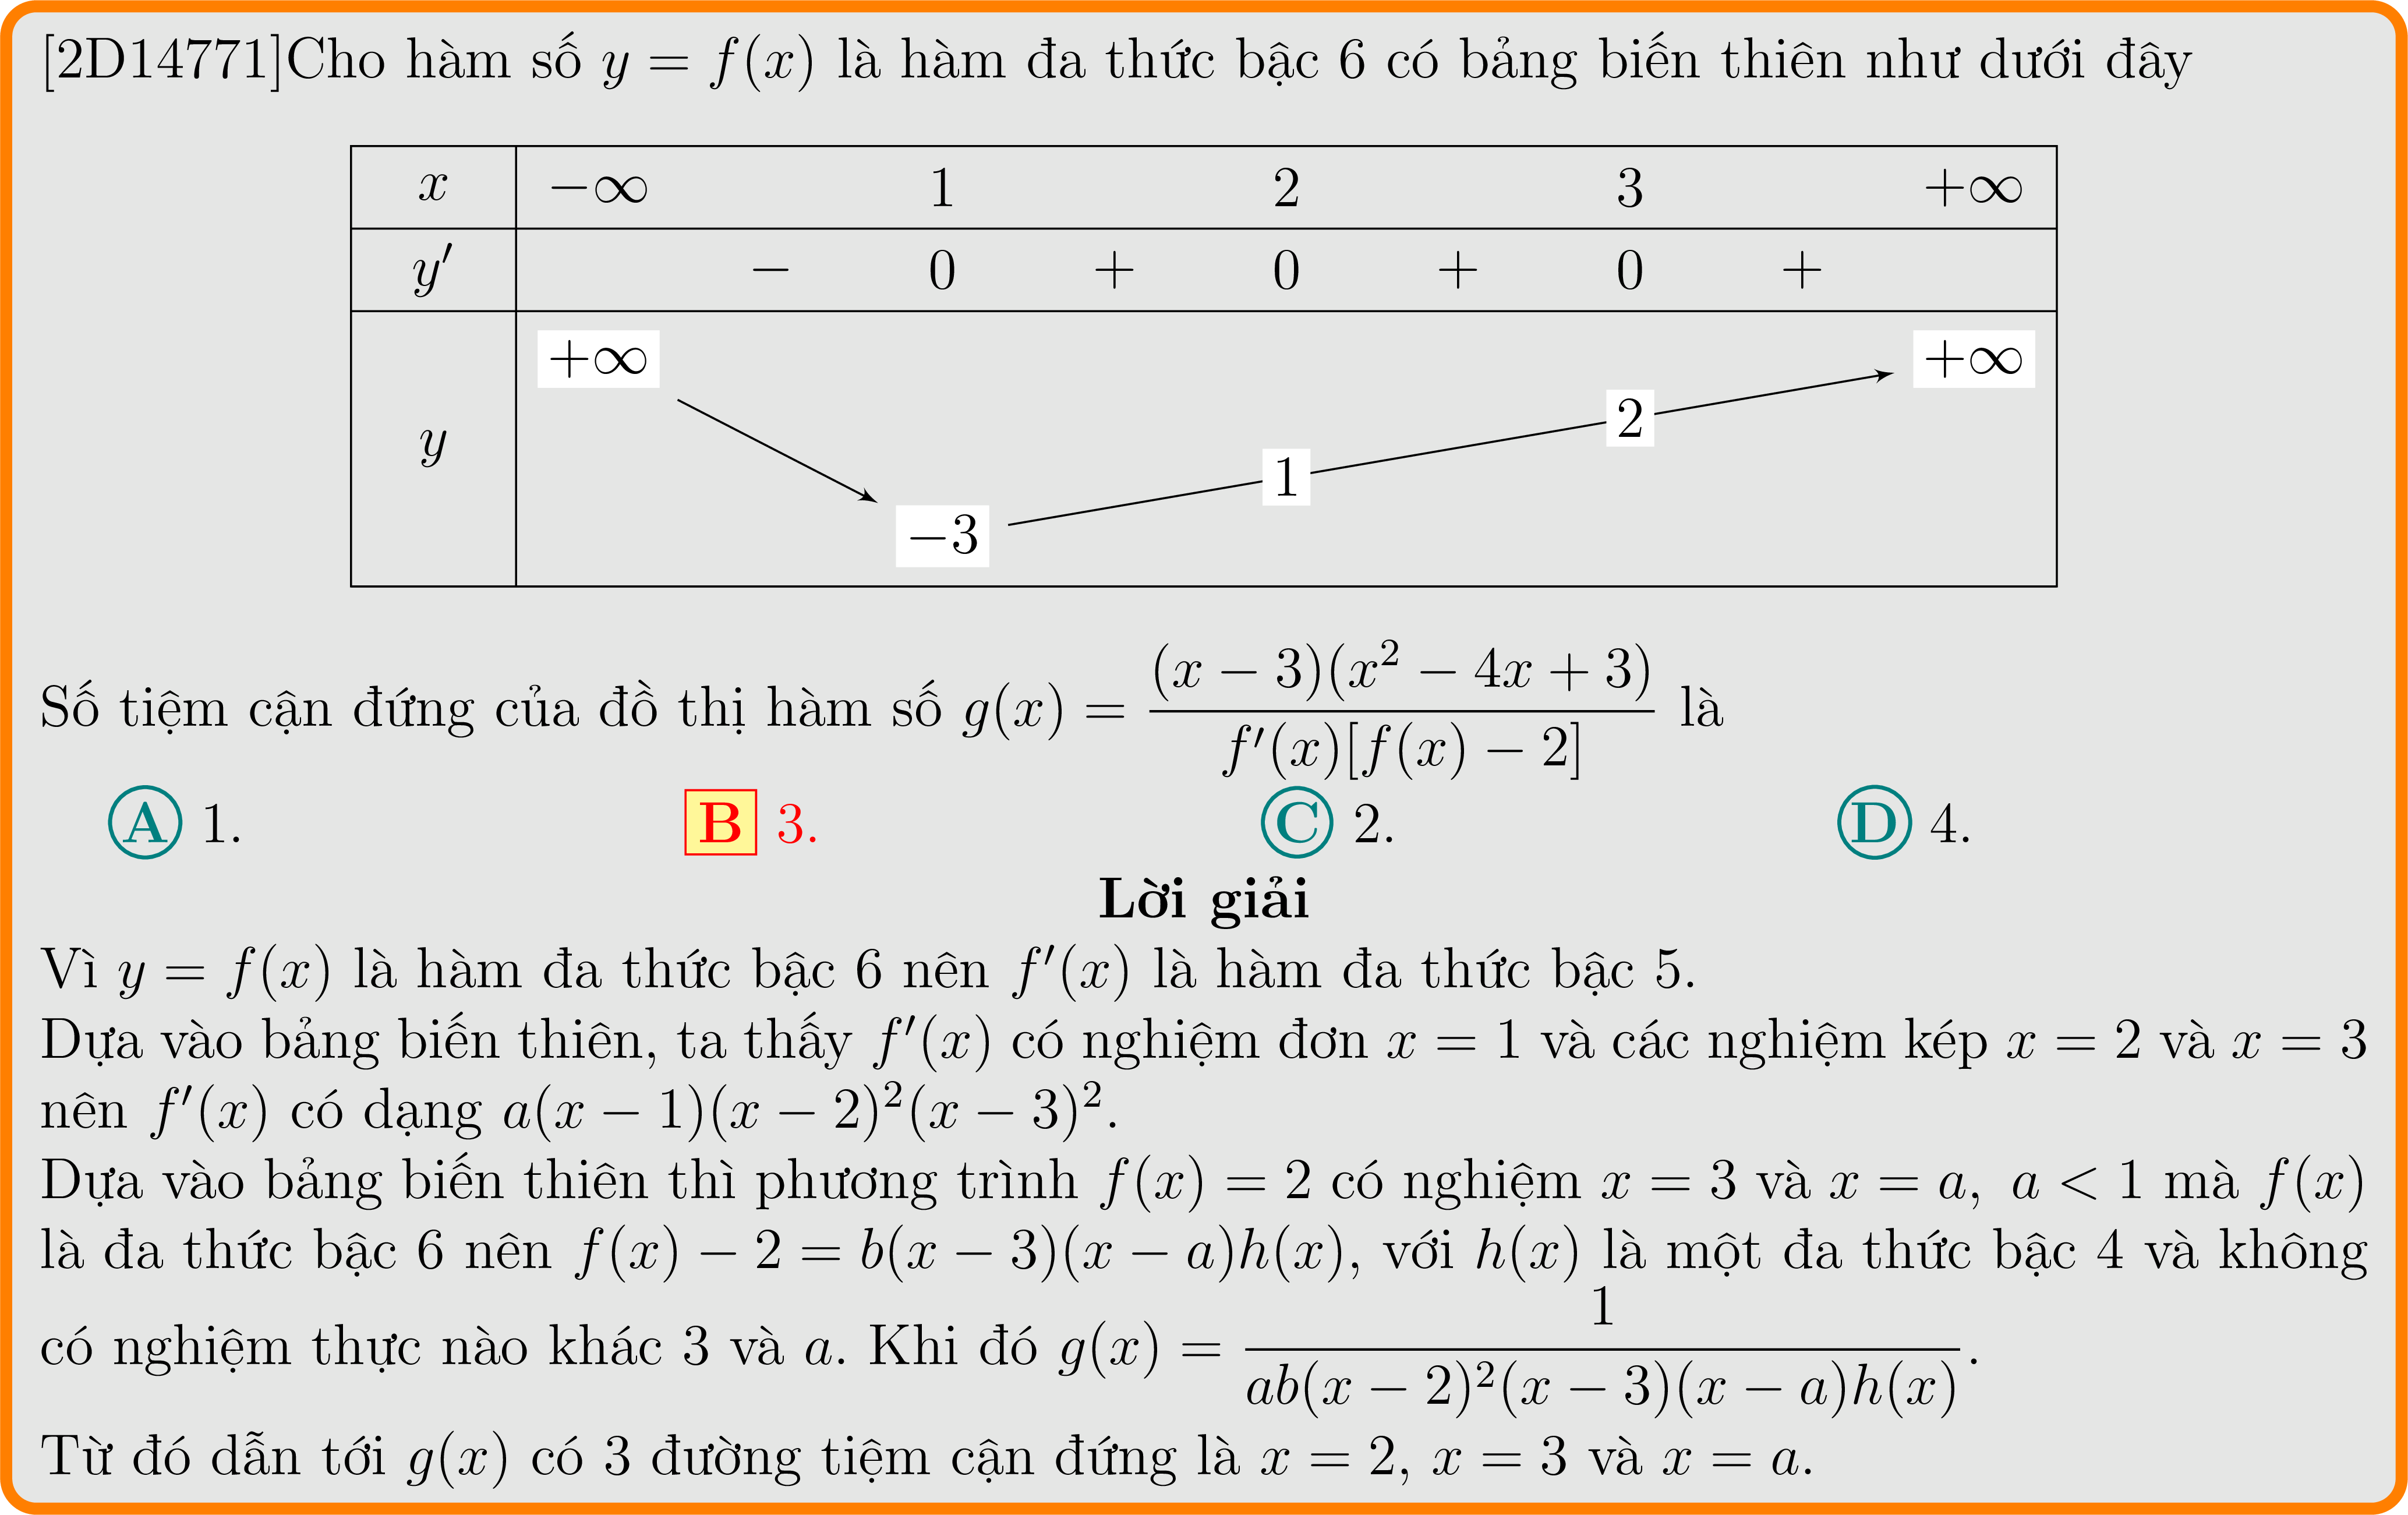 [2D14771]Cho hàm số y = f(x) là hàm đa thức bậc 6 có bảng biến thiên như dưới đây
x −∞ 1 2 3 +∞
y′ − 0 + 0 + 0 +
y +∞ −3 1 2 +∞
Số tiệm cận đứng của đồ thị hàm số g(x) = \frac{(x − 3)(x² − 4x + 3)}{f′(x)[f(x) − 2]} là
A 1. B 3. C 2. D 4.
Lời giải
Vì y = f(x) là hàm đa thức bậc 6 nên f′(x) là hàm đa thức bậc 5.
Dựa vào bảng biến thiên, ta thấy f′(x) có nghiệm đơn x = 1 và các nghiệm kép x = 2 và x = 3
nên f′(x) có dạng a(x − 1)(x − 2)²(x − 3)².
Dựa vào bảng biến thiên thì phương trình f(x) = 2 có nghiệm x = 3 và x = a, a < 1 mà f(x)
là đa thức bậc 6 nên f(x) − 2 = b(x − 3)(x − a)h(x), với h(x) là một đa thức bậc 4 và không
có nghiệm thực nào khác 3 và a. Khi đó g(x) = \frac{1}{ab(x − 2)²(x − 3)(x − a)h(x)}.
Từ đó dẫn tới g(x) có 3 đường tiệm cận đứng là x = 2, x = 3 và x = a.